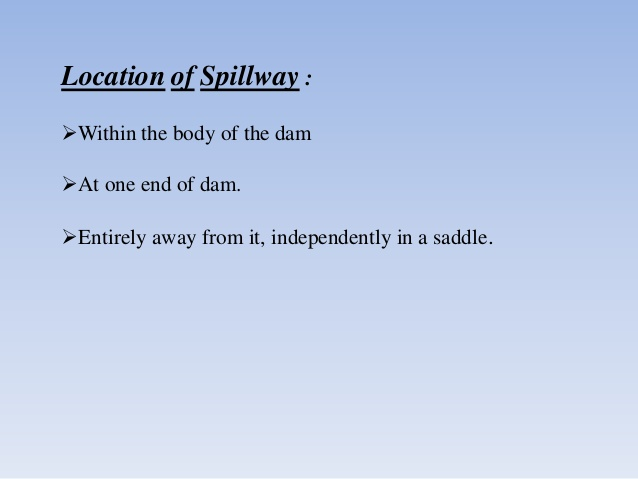 Location of Spillway :
➢Within the body of the dam
➢At one end of dam.
➢Entirely away from it, independently in a saddle.